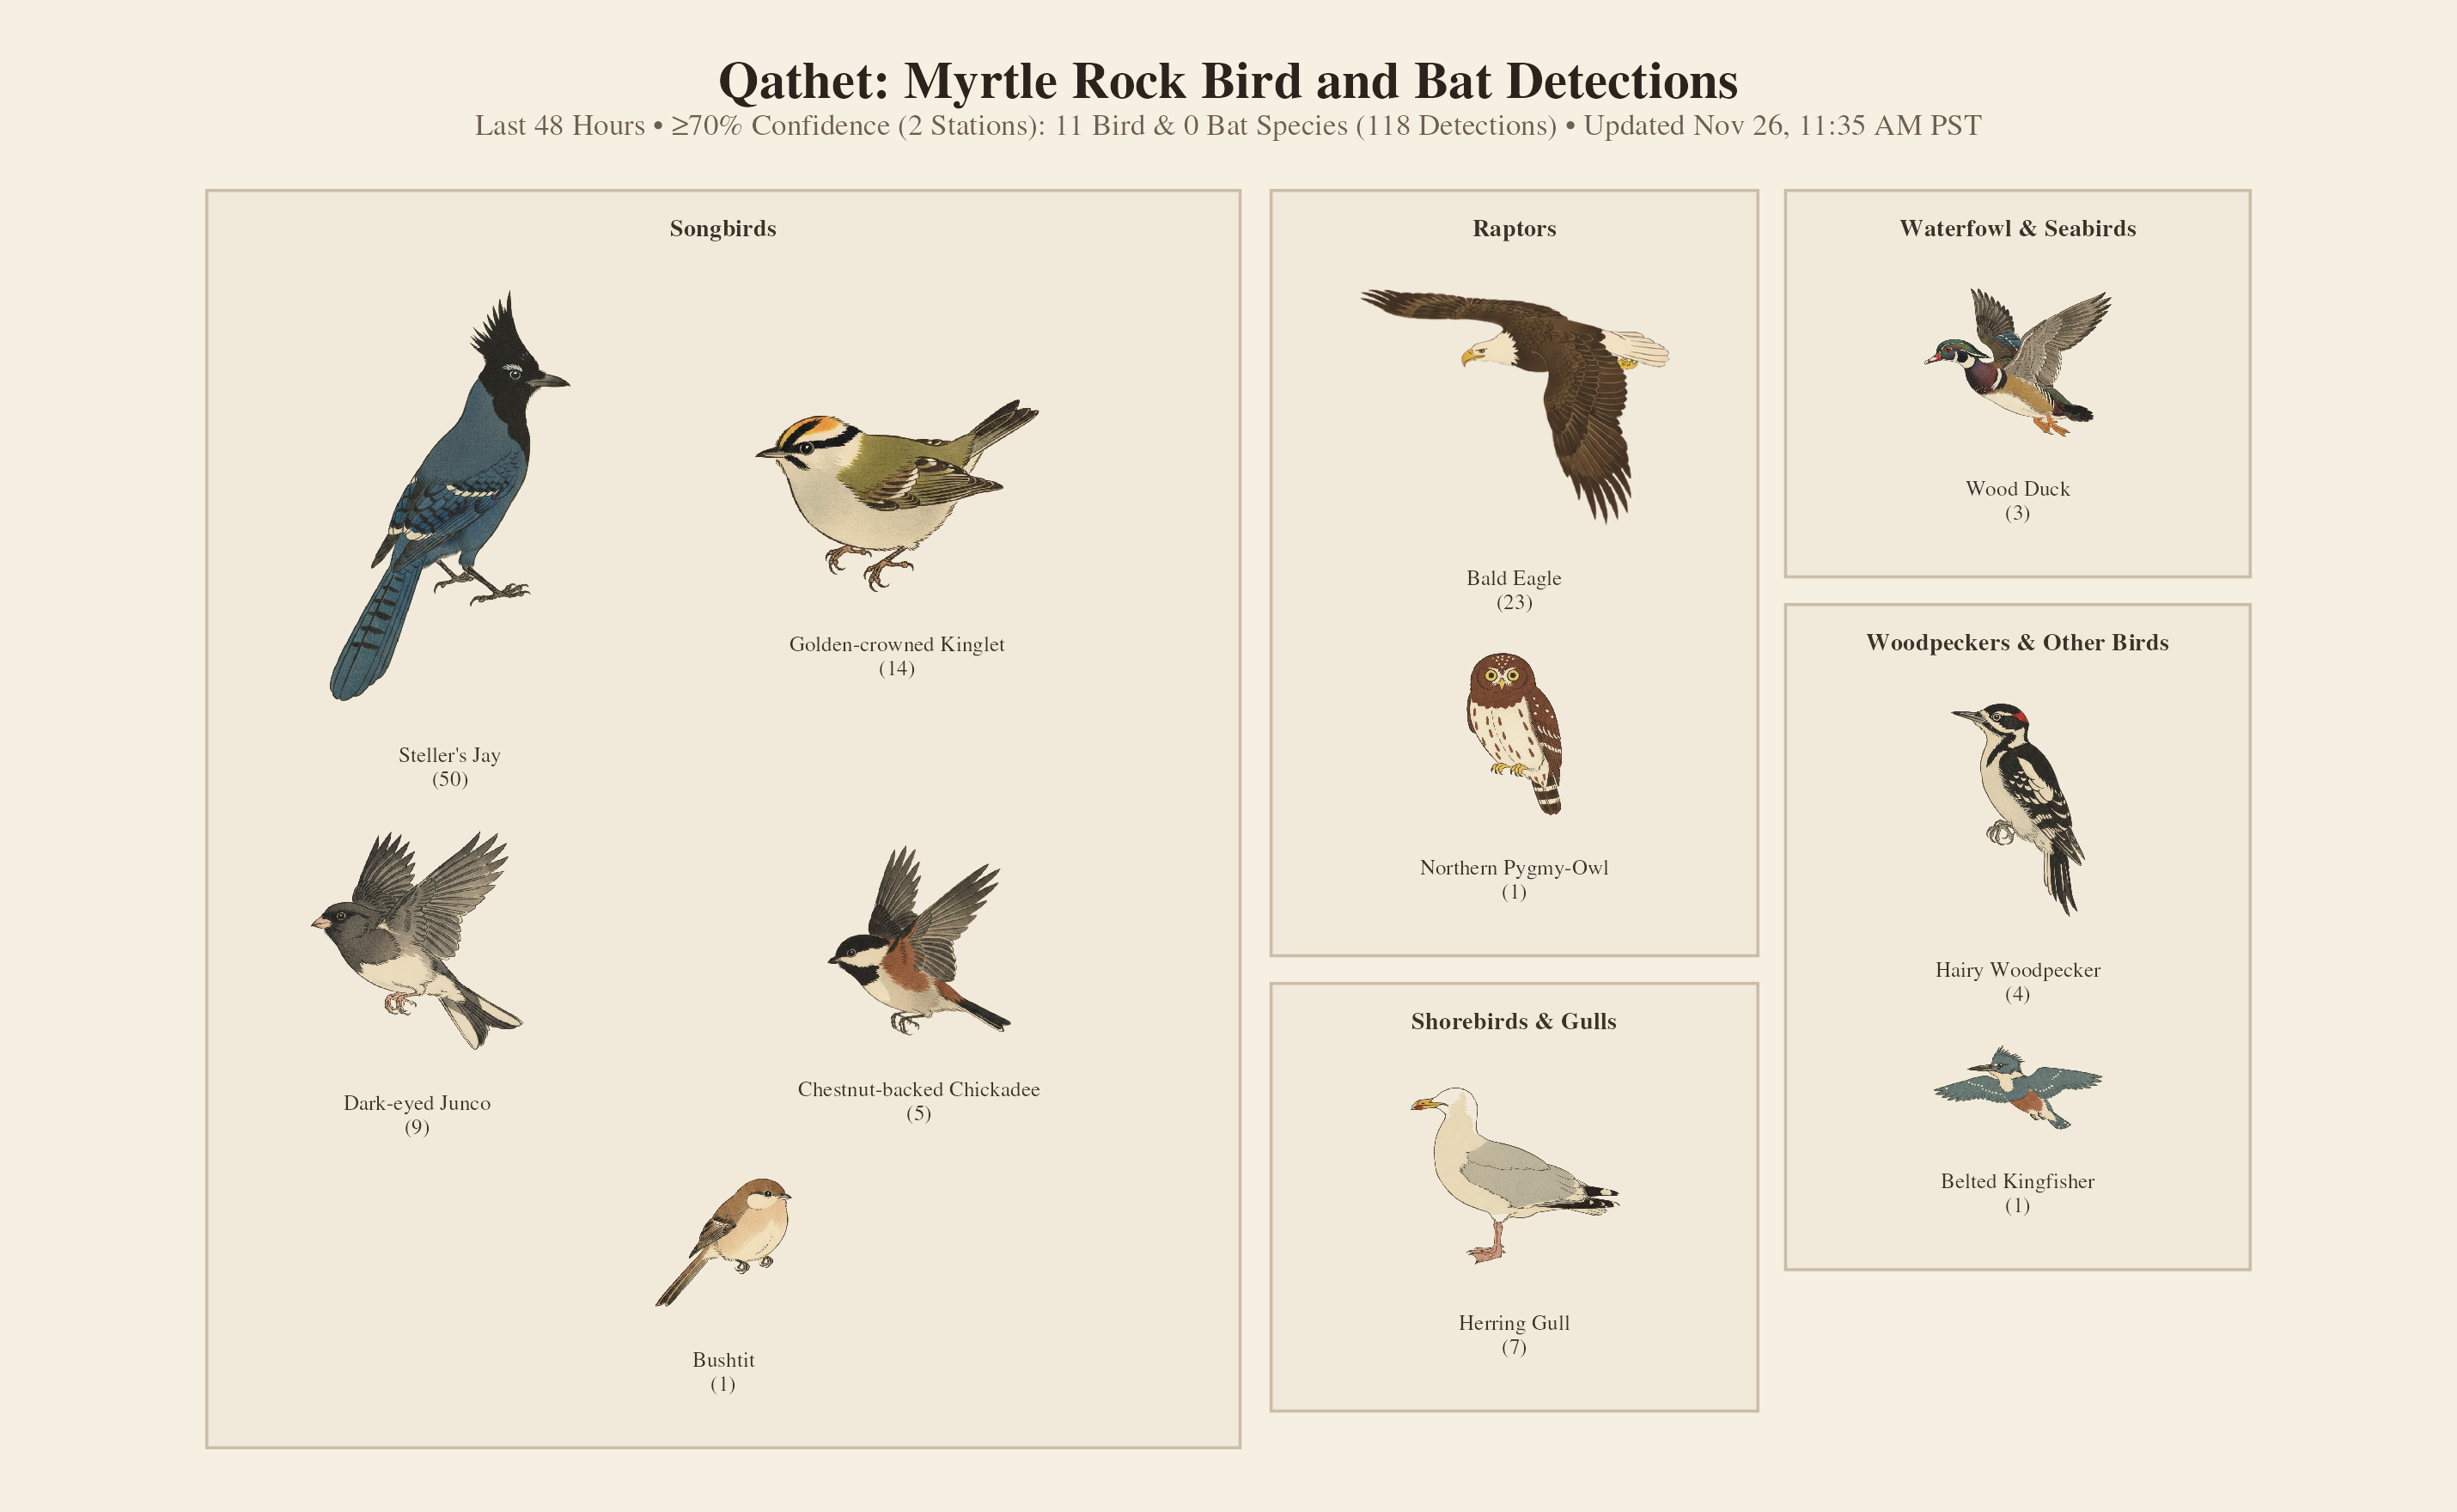 Qathet: Myrtle Rock Bird and Bat Detections
Last 48 Hours • ≥70% Confidence (2 Stations): 11 Bird & 0 Bat Species (118 Detections) • Updated Nov 26, 11:35 AM PST
Songbirds
Steller's Jay
(50)
Golden-crowned Kinglet
(14)
Dark-eyed Junco
(9)
Chestnut-backed Chickadee
(5)
Bushtit
(1)
Raptors
Bald Eagle
(23)
Northern Pygmy-Owl
(1)
Shorebirds & Gulls
Herring Gull
(7)
Waterfowl & Seabirds
Wood Duck
(3)
Woodpeckers & Other Birds
Hairy Woodpecker
(4)
Belted Kingfisher
(1)